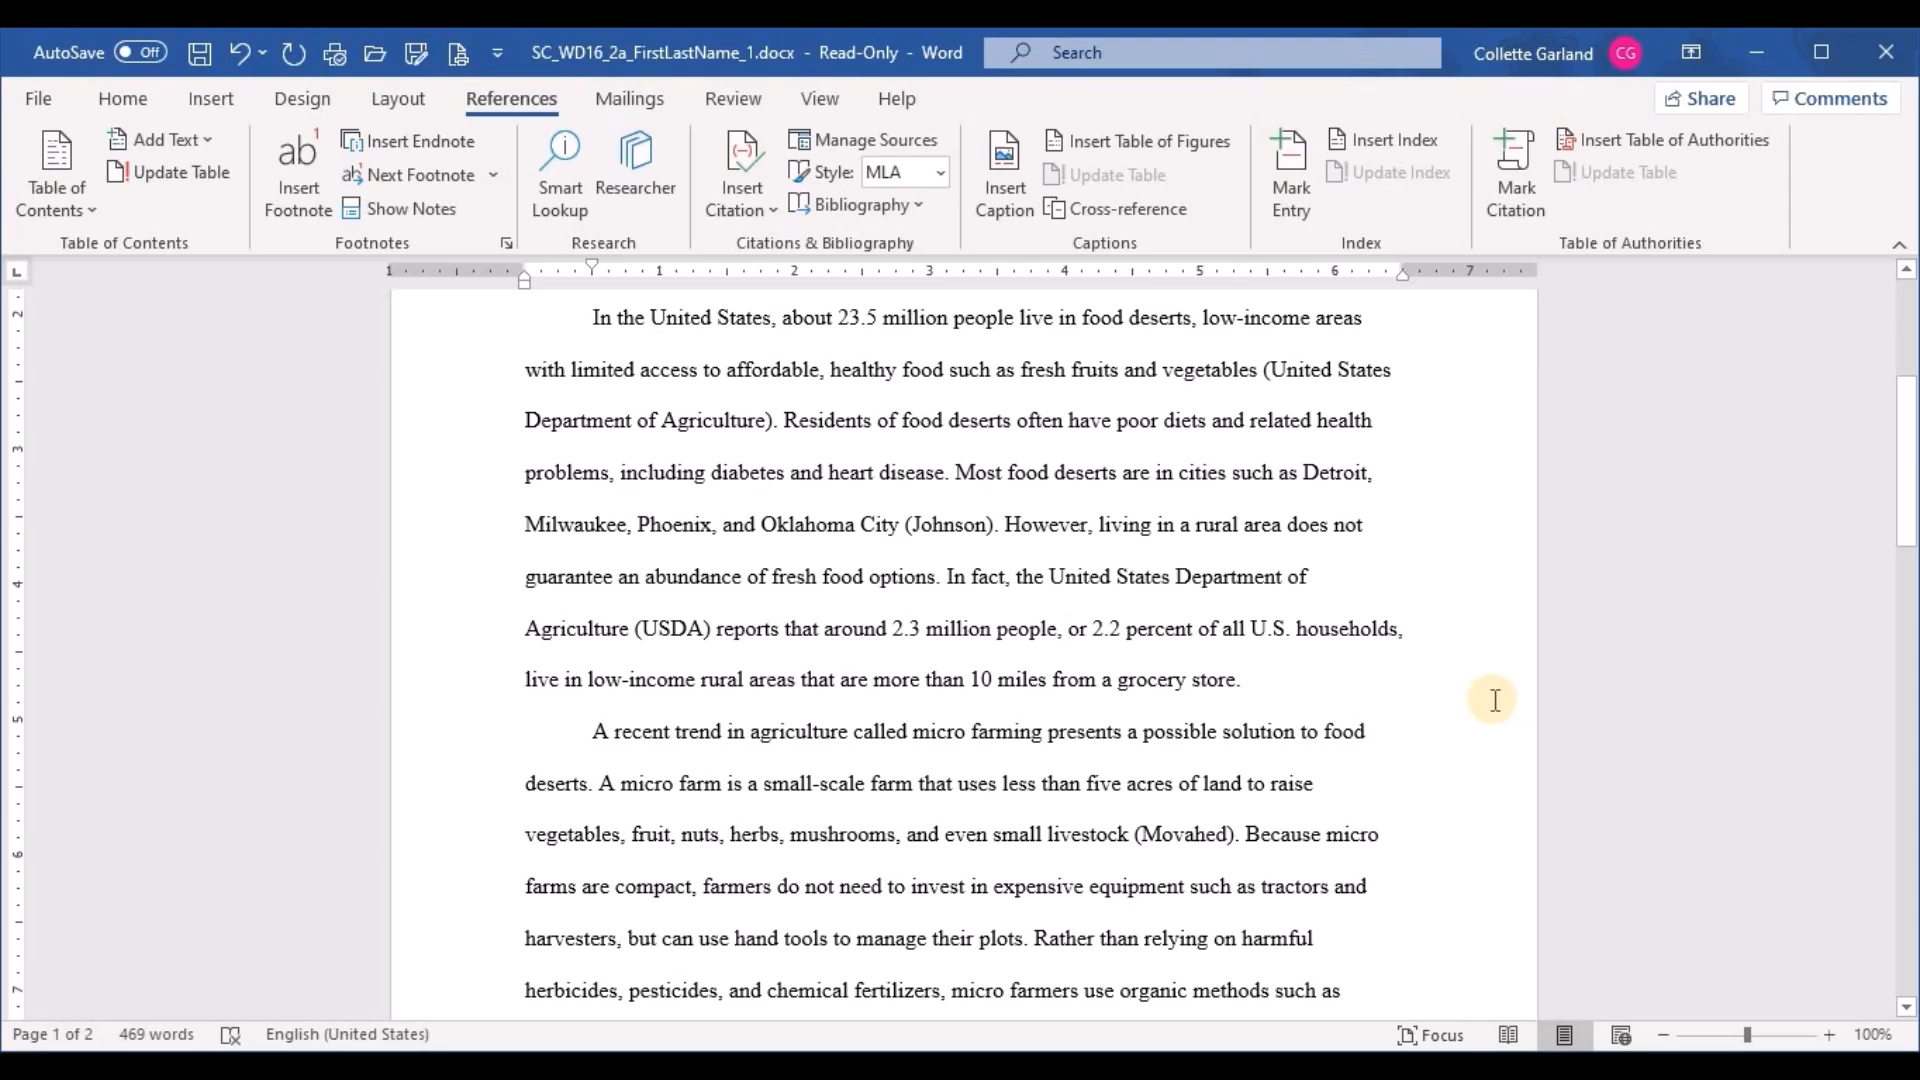 AutoSave Off SC_WD16_2a_FirstLastName_1.docx - Read-Only - Word Search Collette Garland CG
File Home Insert Design Layout References Mailings Review View Help Share Comments
Table of Contents
Add Text
Update Table
Table of Contents
ab1 Insert Footnote
Insert Endnote
Next Footnote
Show Notes
Footnotes
Smart Lookup
Researcher
Research
Insert Citation
Manage Sources
Style: MLA
Bibliography
Citations & Bibliography
Insert Caption
Insert Table of Figures
Update Table
Cross-reference
Captions
Mark Entry
Insert Index
Update Index
Index
Mark Citation
Insert Table of Authorities
Update Table
Table of Authorities
1 1 2 3 4 5 6 7
2
3
4
5
6
7
In the United States, about 23.5 million people live in food deserts, low-income areas
with limited access to affordable, healthy food such as fresh fruits and vegetables (United States
Department of Agriculture). Residents of food deserts often have poor diets and related health
problems, including diabetes and heart disease. Most food deserts are in cities such as Detroit,
Milwaukee, Phoenix, and Oklahoma City (Johnson). However, living in a rural area does not
guarantee an abundance of fresh food options. In fact, the United States Department of
Agriculture (USDA) reports that around 2.3 million people, or 2.2 percent of all U.S. households,
live in low-income rural areas that are more than 10 miles from a grocery store.
A recent trend in agriculture called micro farming presents a possible solution to food
deserts. A micro farm is a small-scale farm that uses less than five acres of land to raise
vegetables, fruit, nuts, herbs, mushrooms, and even small livestock (Movahed). Because micro
farms are compact, farmers do not need to invest in expensive equipment such as tractors and
harvesters, but can use hand tools to manage their plots. Rather than relying on harmful
herbicides, pesticides, and chemical fertilizers, micro farmers use organic methods such as
Page 1 of 2 469 words English (United States) Focus 100%